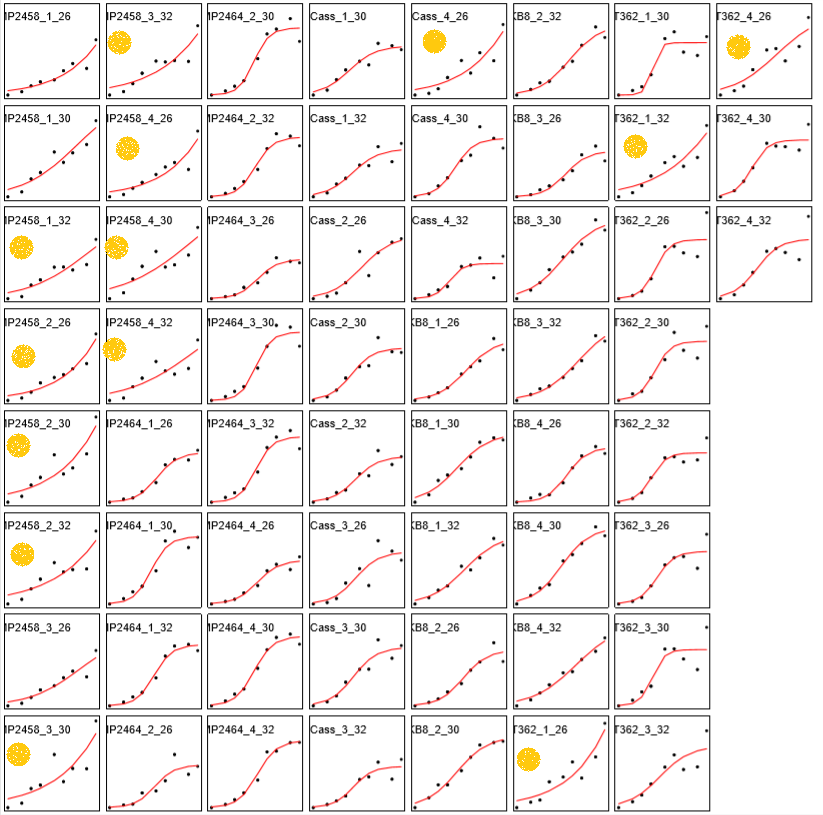 IP2458_1_26 IP2458_3_32 IP2464_2_30 Cass_1_30 Cass_4_26 KB8_2_32 T362_1_30 T362_4_26
IP2458_1_30 IP2458_4_26 IP2464_2_32 Cass_1_32 Cass_4_30 KB8_3_26 T362_1_32 T362_4_30
IP2458_1_32 IP2458_4_30 IP2464_3_26 Cass_2_26 Cass_4_32 KB8_3_30 T362_2_26 T362_4_32
IP2458_2_26 IP2458_4_32 IP2464_3_30 Cass_2_30 KB8_1_26 KB8_3_32 T362_2_30
IP2458_2_30 IP2464_1_26 IP2464_3_32 Cass_2_32 KB8_1_30 KB8_4_26 T362_2_32
IP2458_2_32 IP2464_1_30 IP2464_4_26 Cass_3_26 KB8_1_32 KB8_4_30 T362_3_26
IP2458_3_26 IP2464_1_32 IP2464_4_30 Cass_3_30 KB8_2_26 KB8_4_32 T362_3_30
IP2458_3_30 IP2464_2_26 IP2464_4_32 Cass_3_32 KB8_2_30 T362_1_26 T362_3_32